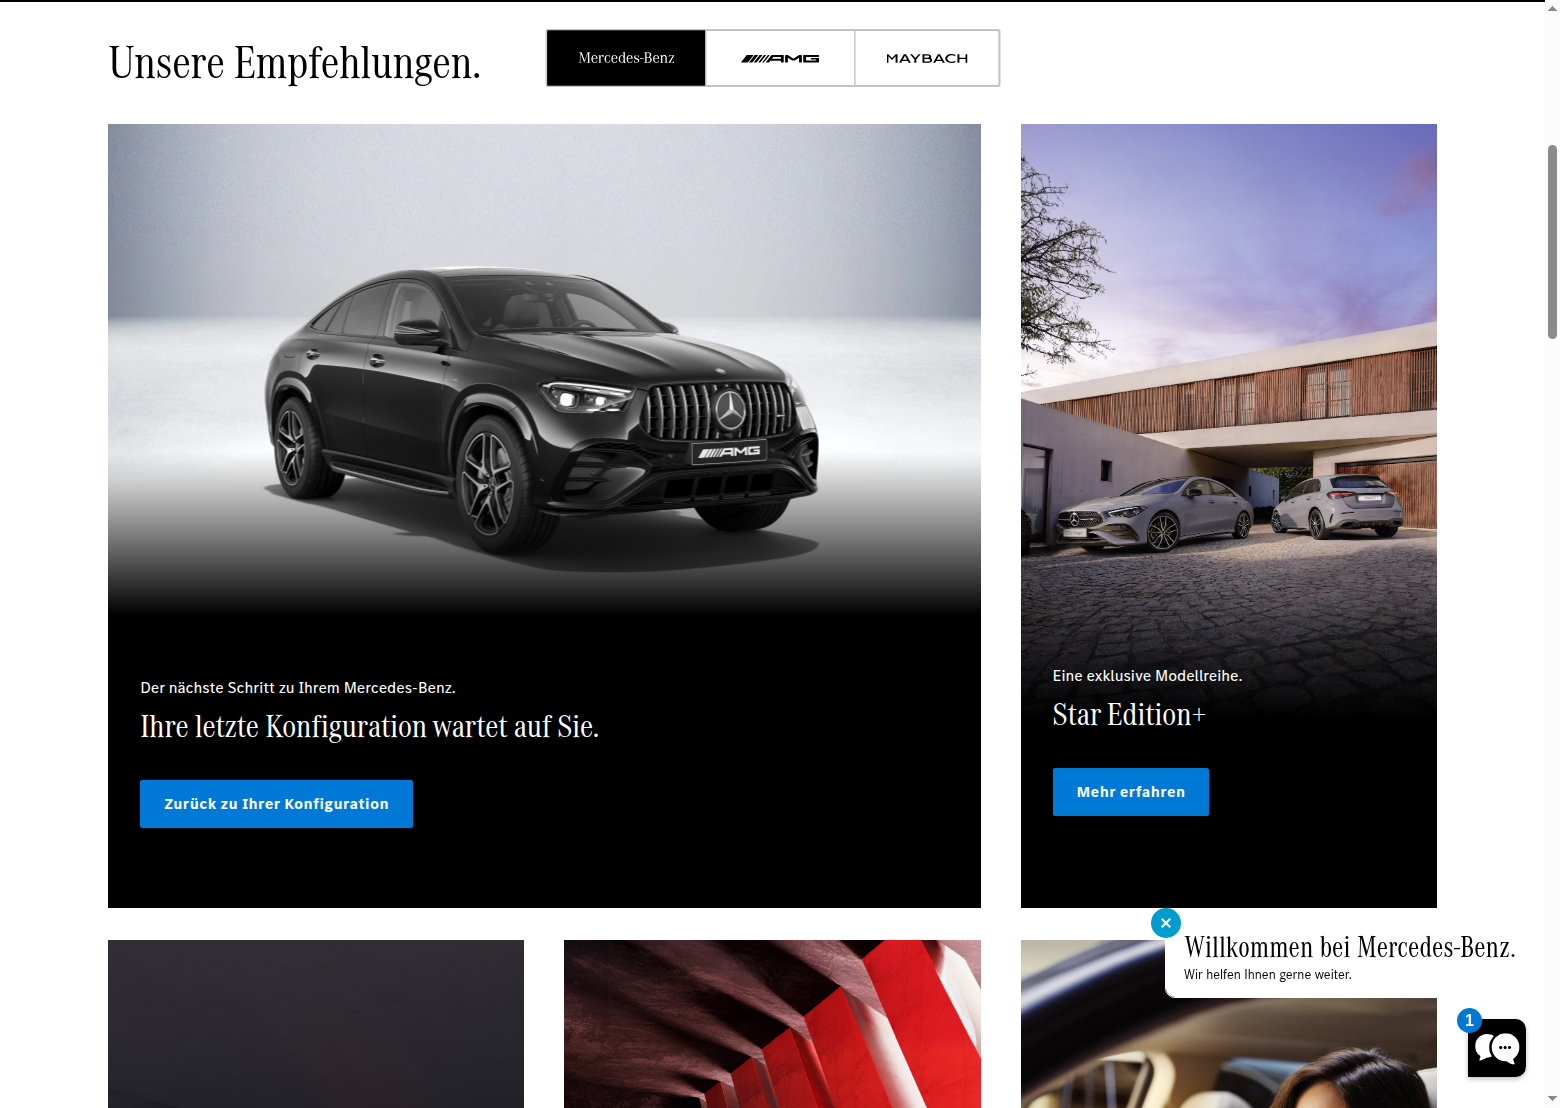 Unsere Empfehlungen.
Mercedes-Benz
AMG
MAYBACH
AMG
Der nächste Schritt zu Ihrem Mercedes-Benz.
Ihre letzte Konfiguration wartet auf Sie.
Zurück zu Ihrer Konfiguration
Eine exklusive Modellreihe.
Star Edition+
Mehr erfahren
Willkommen bei Mercedes-Benz.
Wir helfen Ihnen gerne weiter.
1